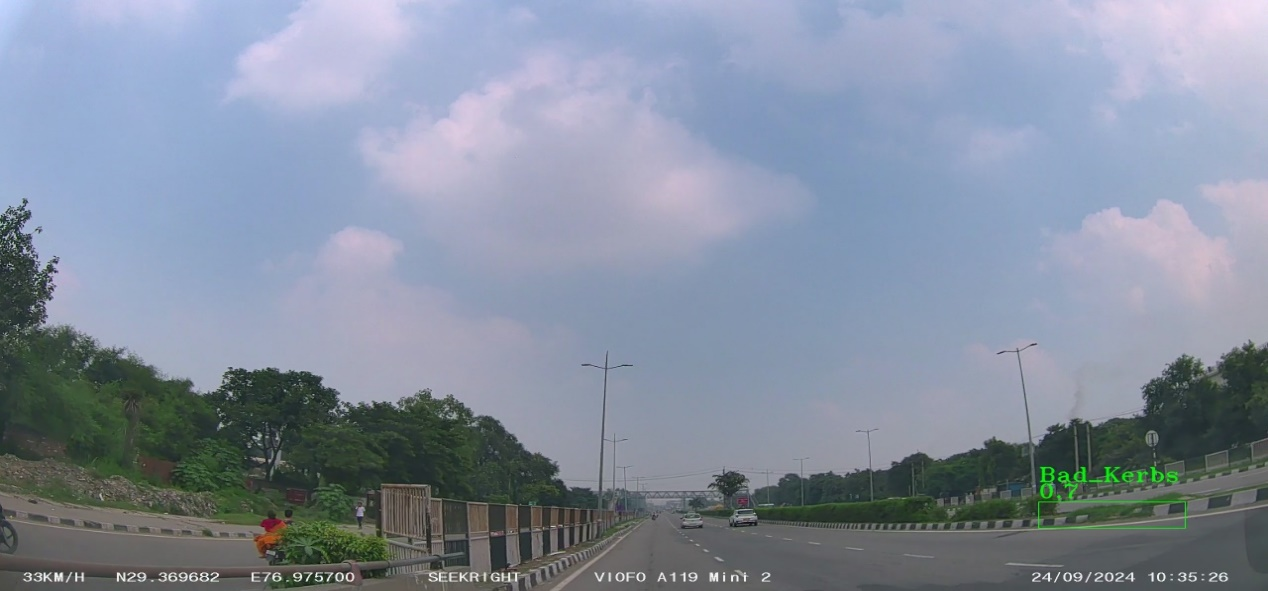 Bad_Kerbs
0.7
33KM/H N29.369682 E76.975700 SEEKRIGHT VIOFO A119 Mini 2 24/09/2024 10:35:26